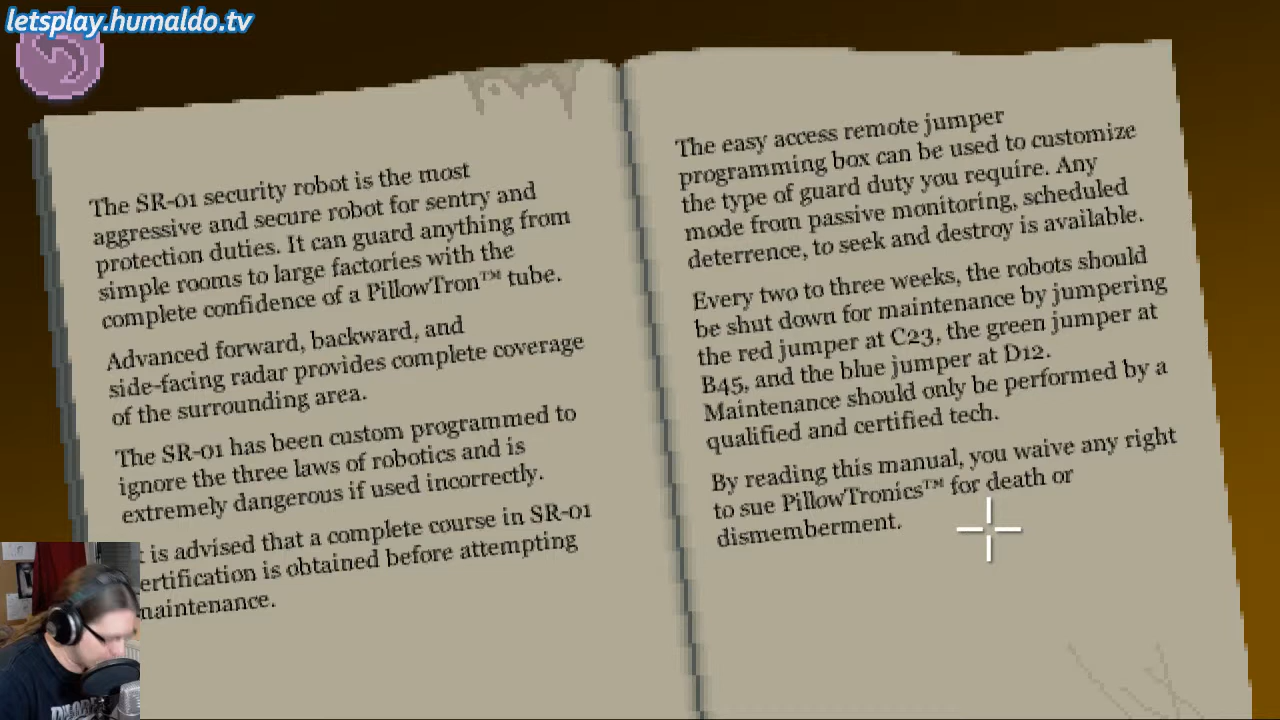 letsplay.humaldo.tv
The SR-01 security robot is the most
aggressive and secure robot for sentry and
protection duties. It can guard anything from
simple rooms to large factories with the
complete confidence of a PillowTron™ tube.
Advanced forward, backward, and
side-facing radar provides complete coverage
of the surrounding area.
The SR-01 has been custom programmed to
ignore the three laws of robotics and is
extremely dangerous if used incorrectly.
t is advised that a complete course in SR-01
ertification is obtained before attempting
naintenance.
The easy access remote jumper
programming box can be used to customize
the type of guard duty you require. Any
mode from passive monitoring, scheduled
deterrence, to seek and destroy is available.
Every two to three weeks, the robots should
be shut down for maintenance by jumpering
the red jumper at C23, the green jumper at
B45, and the blue jumper at D12.
Maintenance should only be performed by a
qualified and certified tech.
By reading this manual, you waive any right
to sue PillowTronics™ for death or
dismemberment.